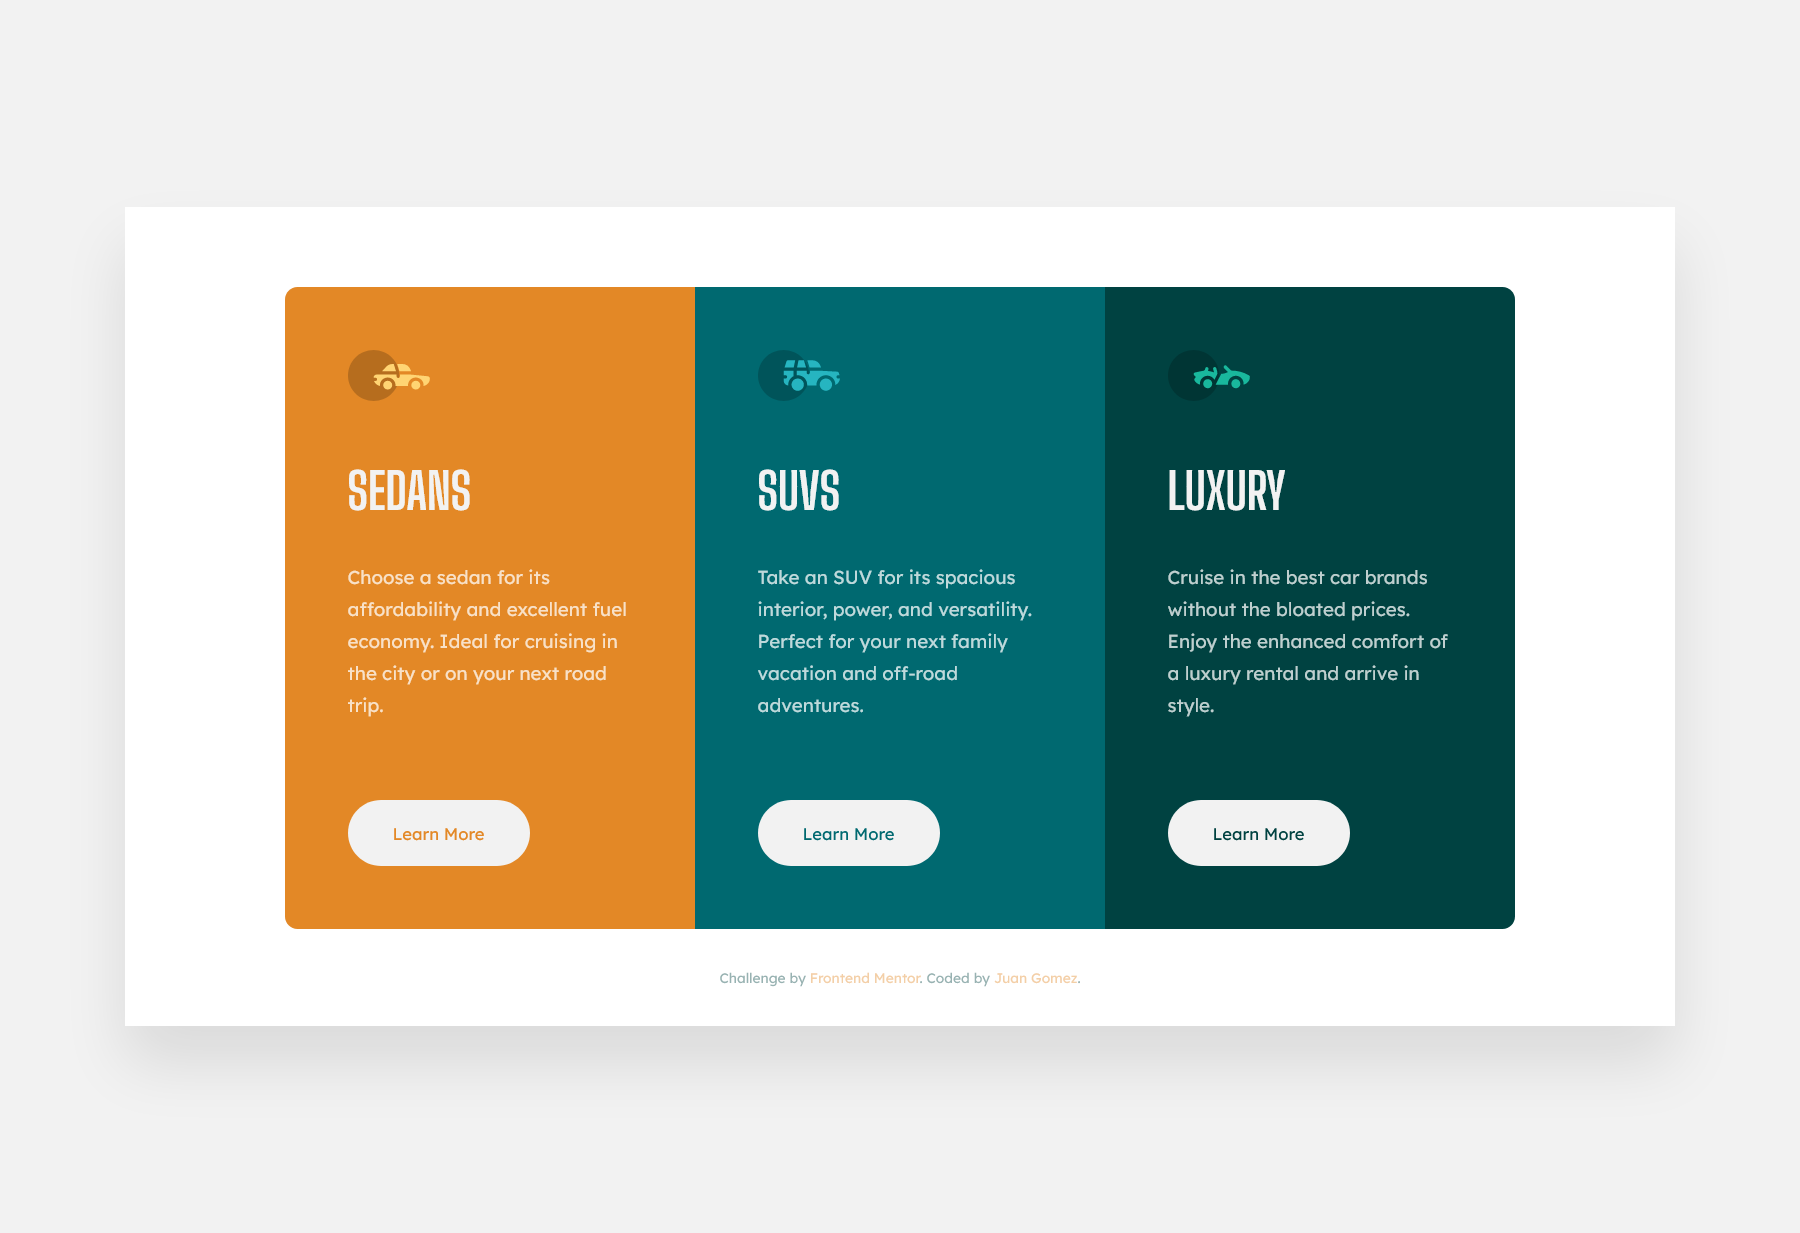 SEDANS
Choose a sedan for its
affordability and excellent fuel
economy. Ideal for cruising in
the city or on your next road
trip.
Learn More
SUVS
Take an SUV for its spacious
interior, power, and versatility.
Perfect for your next family
vacation and off-road
adventures.
Learn More
LUXURY
Cruise in the best car brands
without the bloated prices.
Enjoy the enhanced comfort of
a luxury rental and arrive in
style.
Learn More
Challenge by Frontend Mentor. Coded by Juan Gomez.